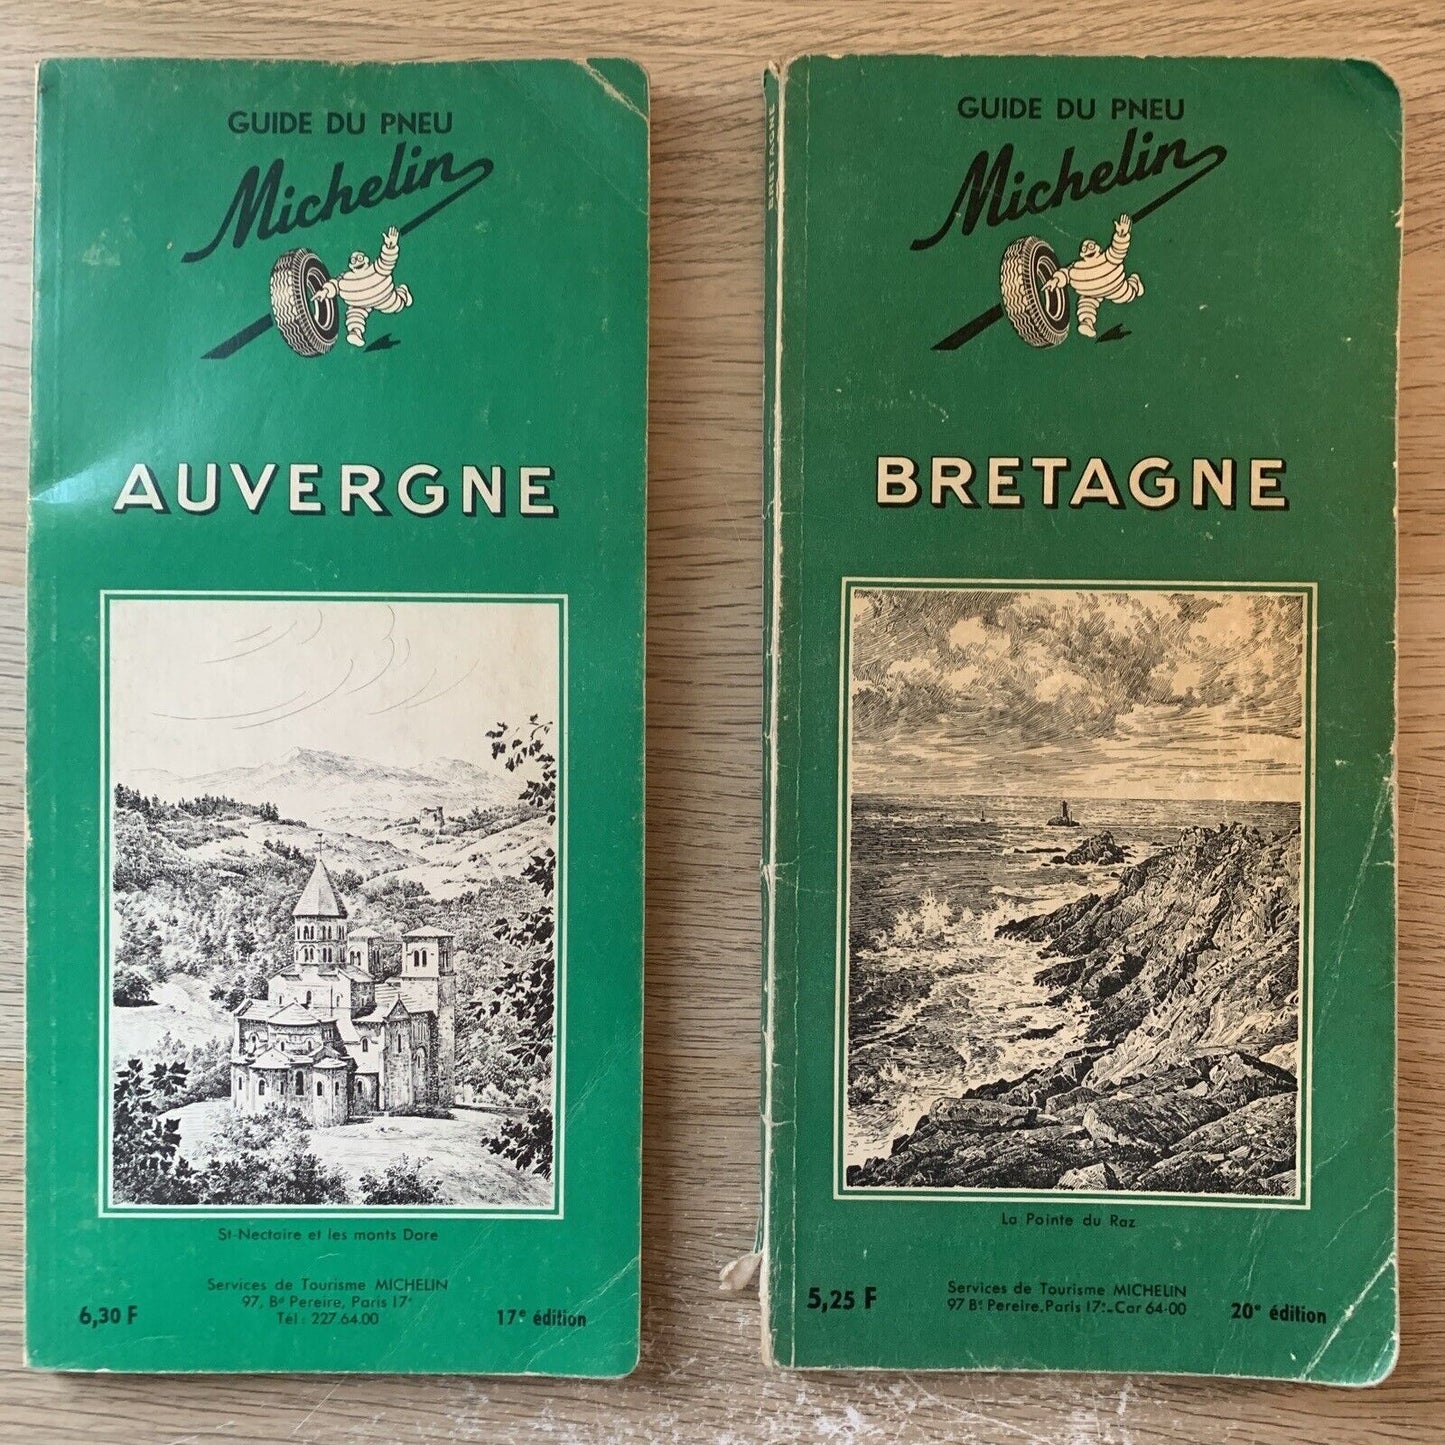 GUIDE DU PNEU
Michelin
AUVERGNE
St-Nectaire et les monts Dore
Services de Tourisme MICHELIN
97, Bd Pereire, Paris 17e
Tél : 227.64.00
6,30 F
17e édition
BRETAGNE
GUIDE DU PNEU
Michelin
BRETAGNE
La Pointe du Raz
Services de Tourisme MICHELIN
97 Bd Pereire, Paris 17e_Car 64-00
5,25 F
20e édition